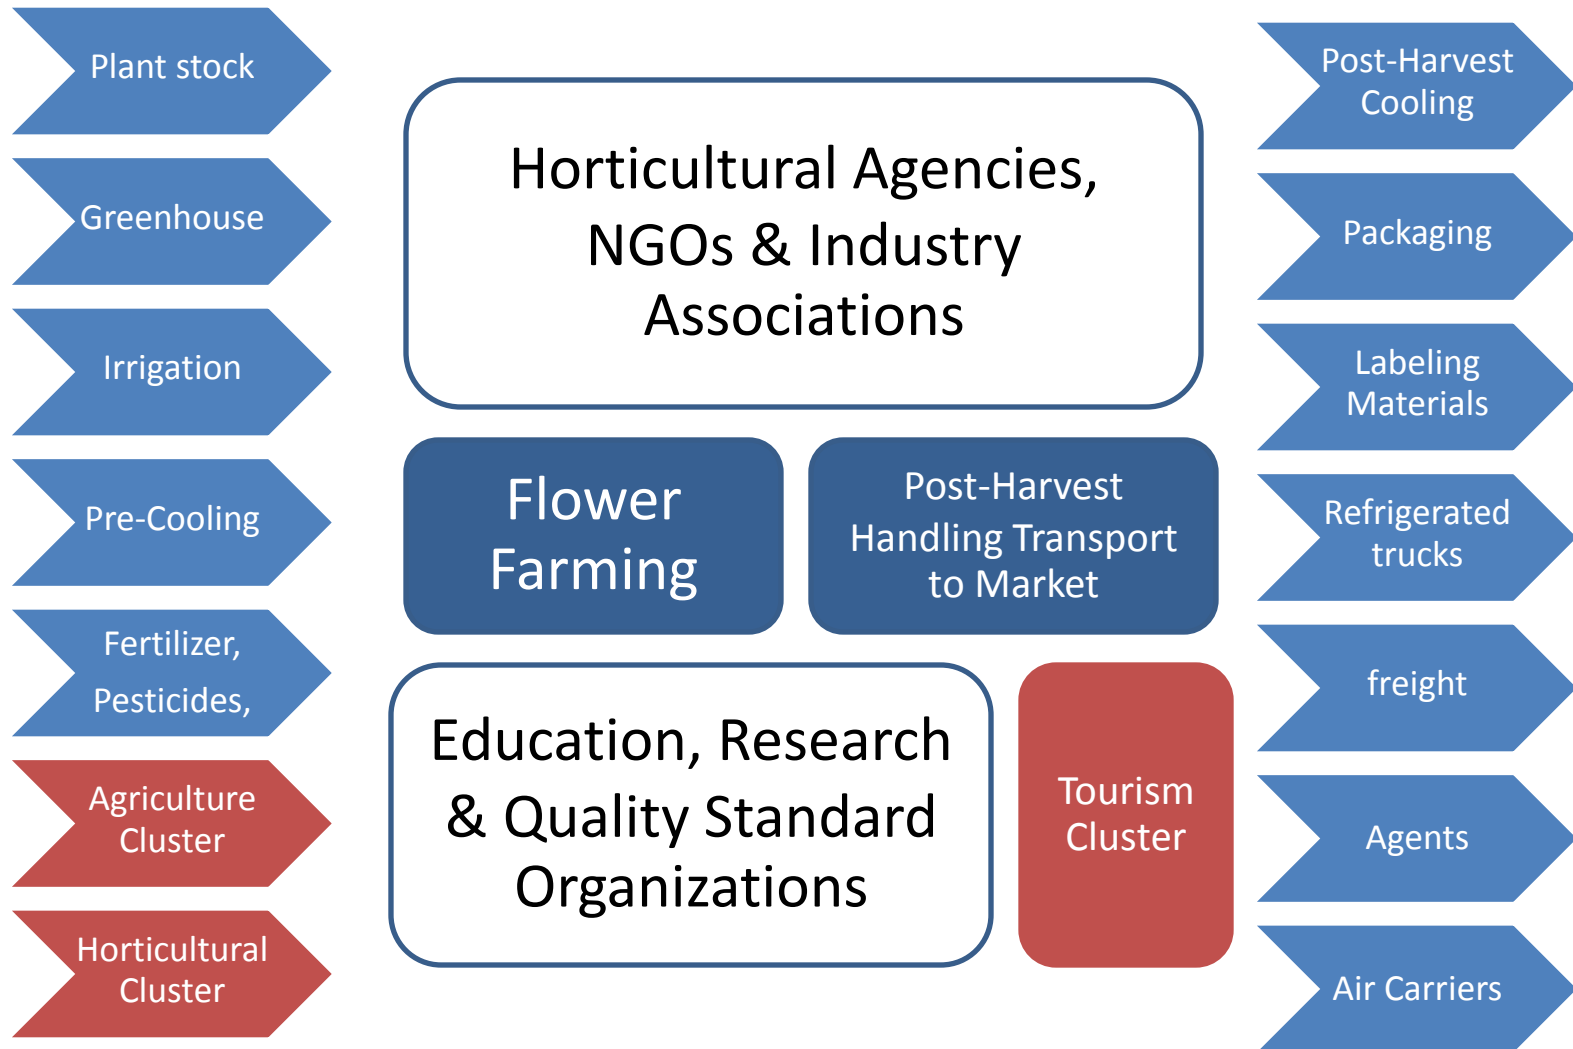 Plant stock
Greenhouse
Irrigation
Pre-Cooling
Fertilizer,
Pesticides,
Agriculture
Cluster
Horticultural
Cluster
Horticultural Agencies,
NGOs & Industry
Associations
Flower
Farming
Post-Harvest
Handling Transport
to Market
Education, Research
& Quality Standard
Organizations
Tourism
Cluster
Post-Harvest
Cooling
Packaging
Labeling
Materials
Refrigerated
trucks
freight
Agents
Air Carriers